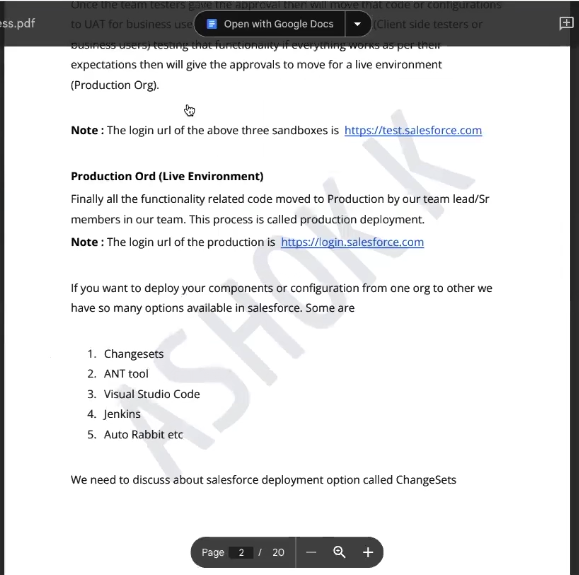 Once the team testers gave the approval then will move that code or configurations
ss.pdf
Open with Google Docs
to UAT for business use (Client side testers or
business users) testing that functionality if everything works as per their
expectations then will give the approvals to move for a live environment
(Production Org).
Note : The login url of the above three sandboxes is https://test.salesforce.com
Production Ord (Live Environment)
Finally all the functionality related code moved to Production by our team lead/Sr
members in our team. This process is called production deployment.
Note : The login url of the production is https://login.salesforce.com
If you want to deploy your components or configuration from one org to other we
have so many options available in salesforce. Some are
1. Changesets
2. ANT tool
3. Visual Studio Code
4. Jenkins
5. Auto Rabbit etc
We need to discuss about salesforce deployment option called ChangeSets
ASHOK K
Page 2 / 20